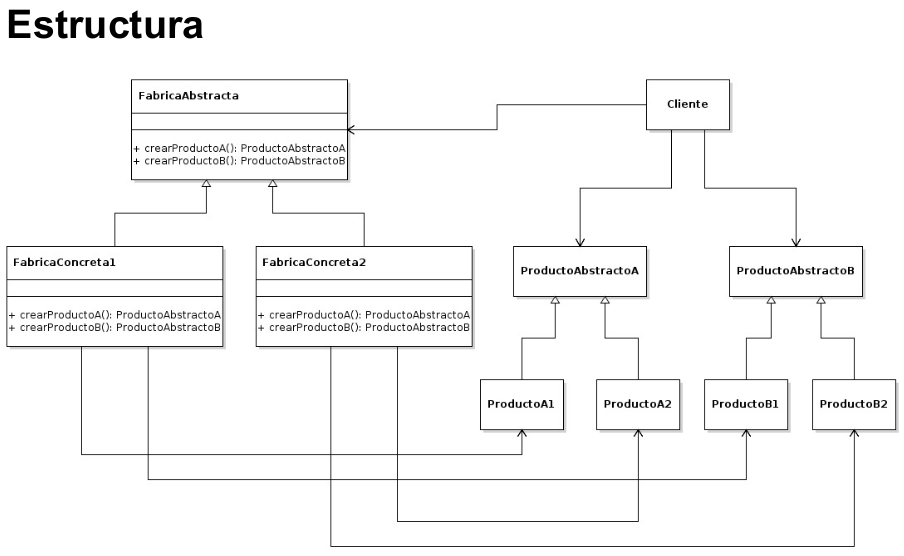 Estructura
FabricaAbstracta
+ crearProductoA(): ProductoAbstractoA
+ crearProductoB(): ProductoAbstractoB
Cliente
FabricaConcreta1
+ crearProductoA(): ProductoAbstractoA
+ crearProductoB(): ProductoAbstractoB
FabricaConcreta2
+ crearProductoA(): ProductoAbstractoA
+ crearProductoB(): ProductoAbstractoB
ProductoAbstractoA
ProductoAbstractoB
ProductoA1
ProductoA2
ProductoB1
ProductoB2